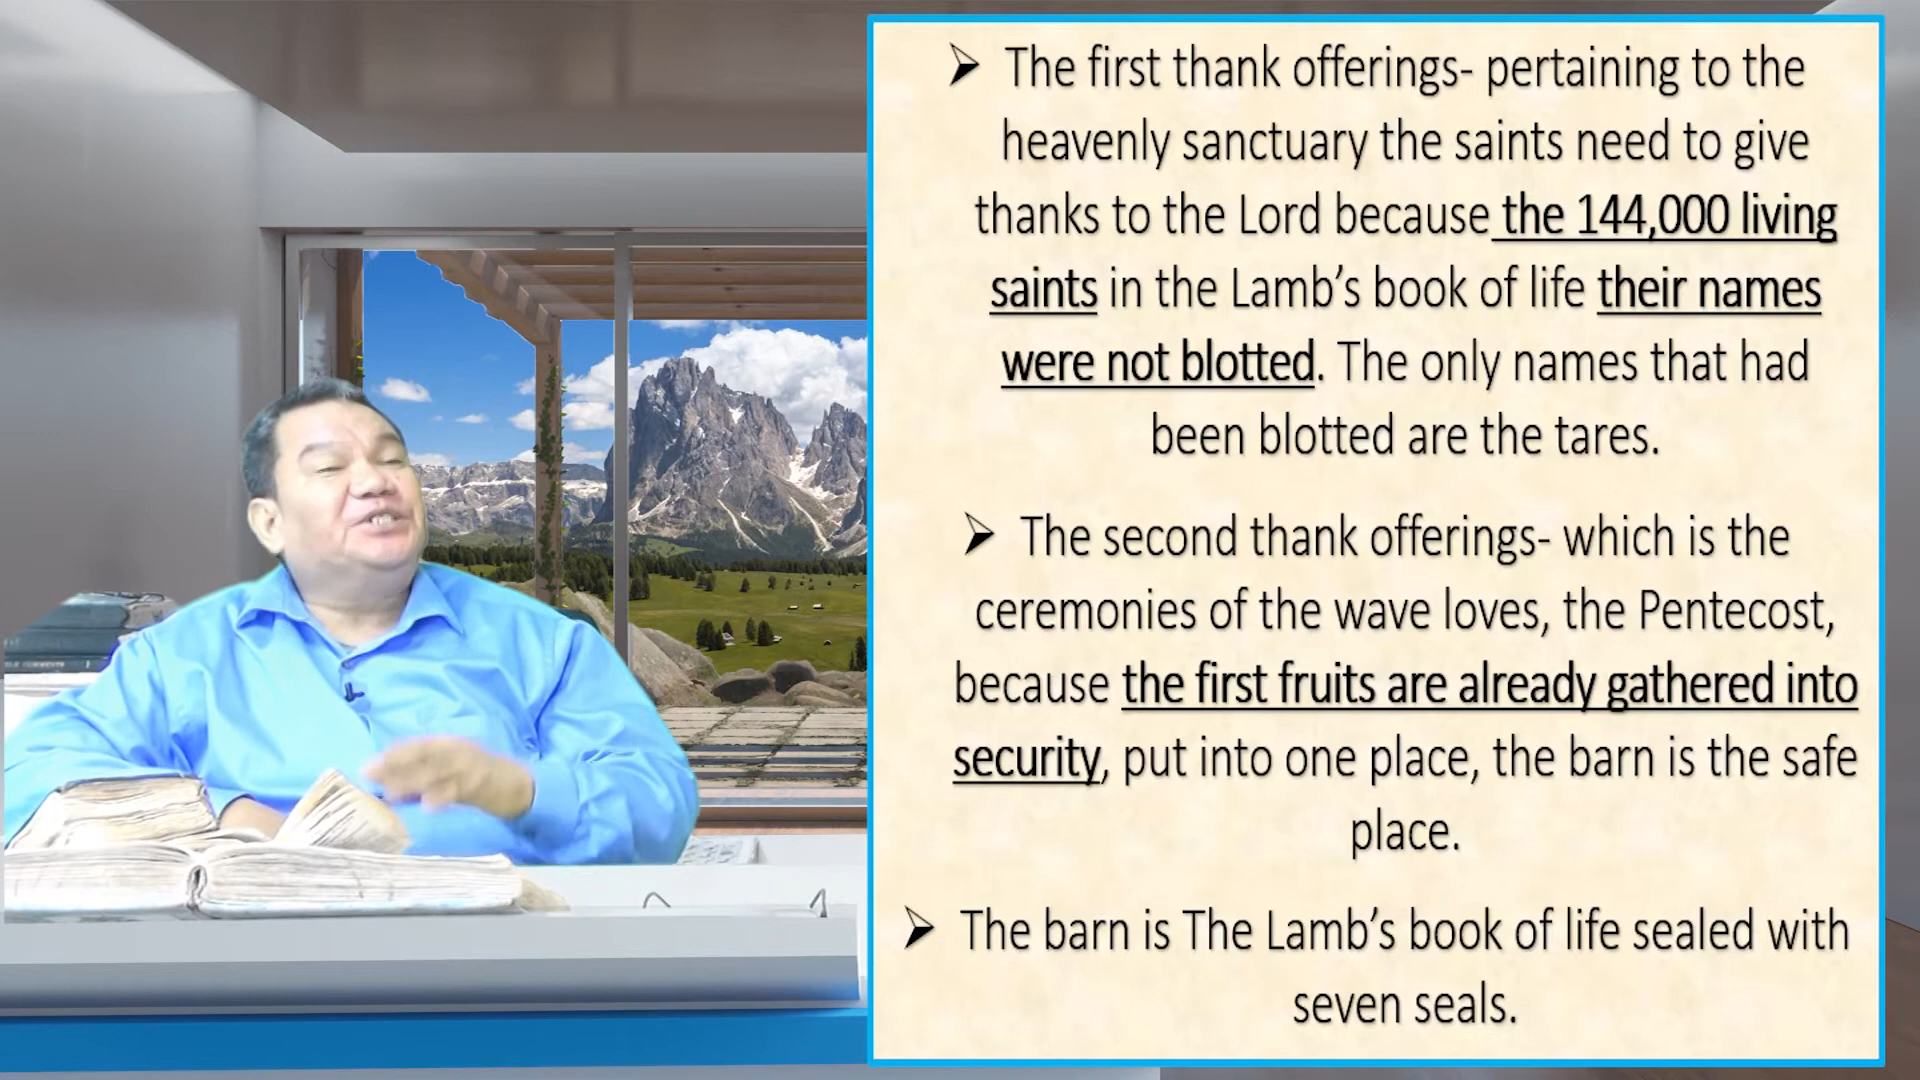 The first thank offerings- pertaining to the
heavenly sanctuary the saints need to give
thanks to the Lord because the 144,000 living
saints in the Lamb’s book of life their names
were not blotted. The only names that had
been blotted are the tares.
The second thank offerings- which is the
ceremonies of the wave loves, the Pentecost,
because the first fruits are already gathered into
security, put into one place, the barn is the safe
place.
The barn is The Lamb’s book of life sealed with
seven seals.